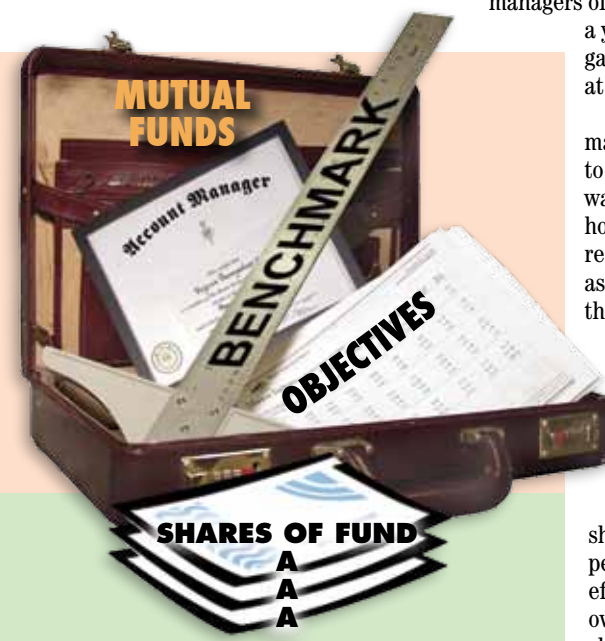 managers of
a y
ga
at
ma
to
wa
ho
re
as
th
MUTUAL
FUNDS
Account Manager
BENCHMARK
OBJECTIVES
SHARES OF FUND
A
A
A
sh
pe
ef
ov